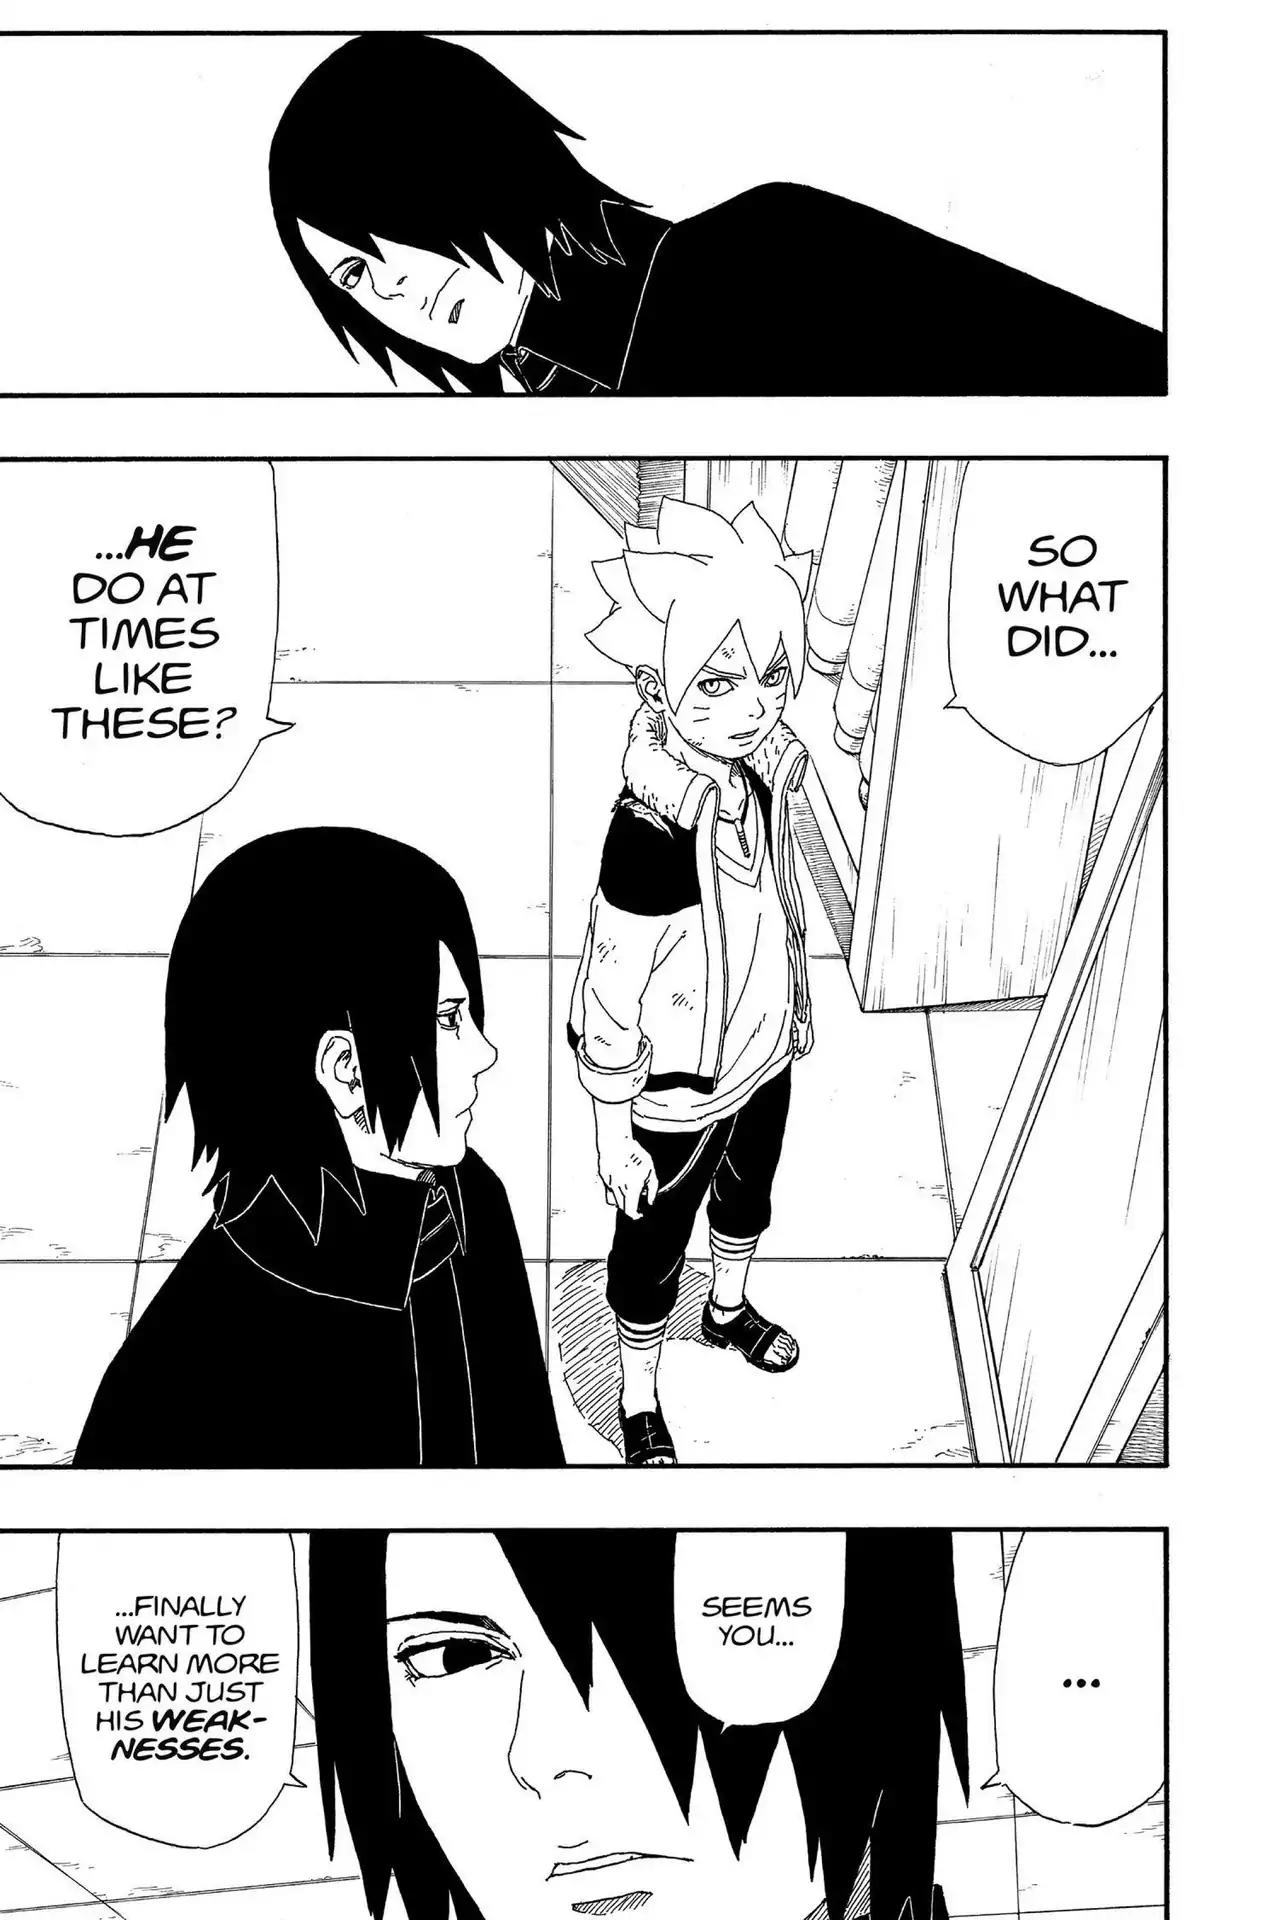 SO
WHAT
DID...
...HE
DO AT
TIMES
LIKE
THESE?
...
SEEMS
YOU...
...FINALLY
WANT TO
LEARN MORE
THAN JUST
HIS WEAK-
NESSES.